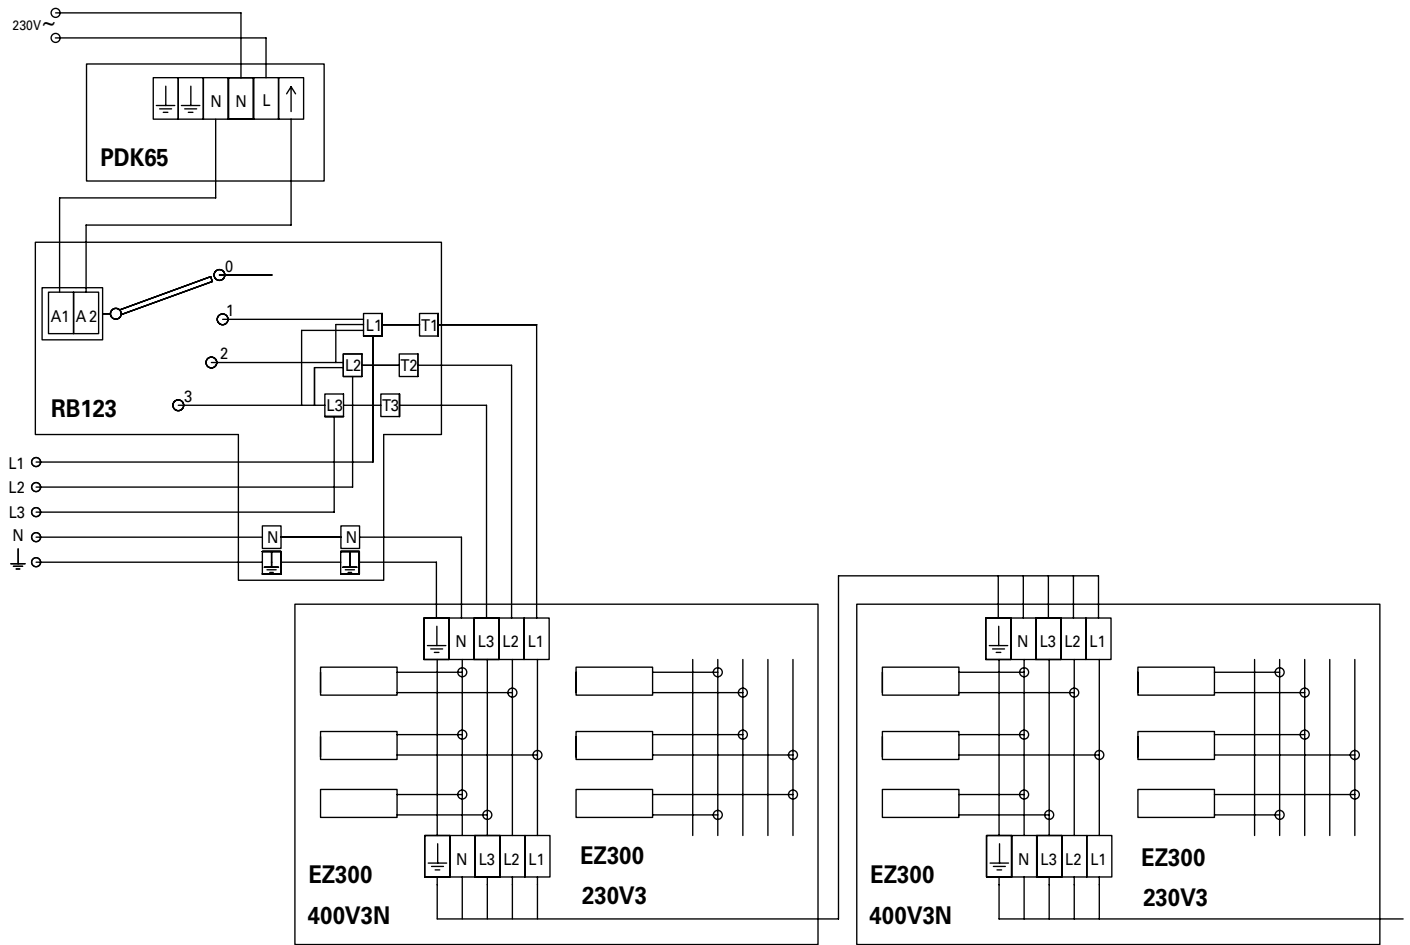 230V~
N N L ↑
PDK65
0
A1 A2
1
L1 T1
2
L2 T2
3
L3 T3
RB123
L1
L2
L3
N N N
N L3 L2 L1
N L3 L2 L1
N L3 L2 L1
EZ300
400V3N
EZ300
230V3
N L3 L2 L1
EZ300
400V3N
EZ300
230V3